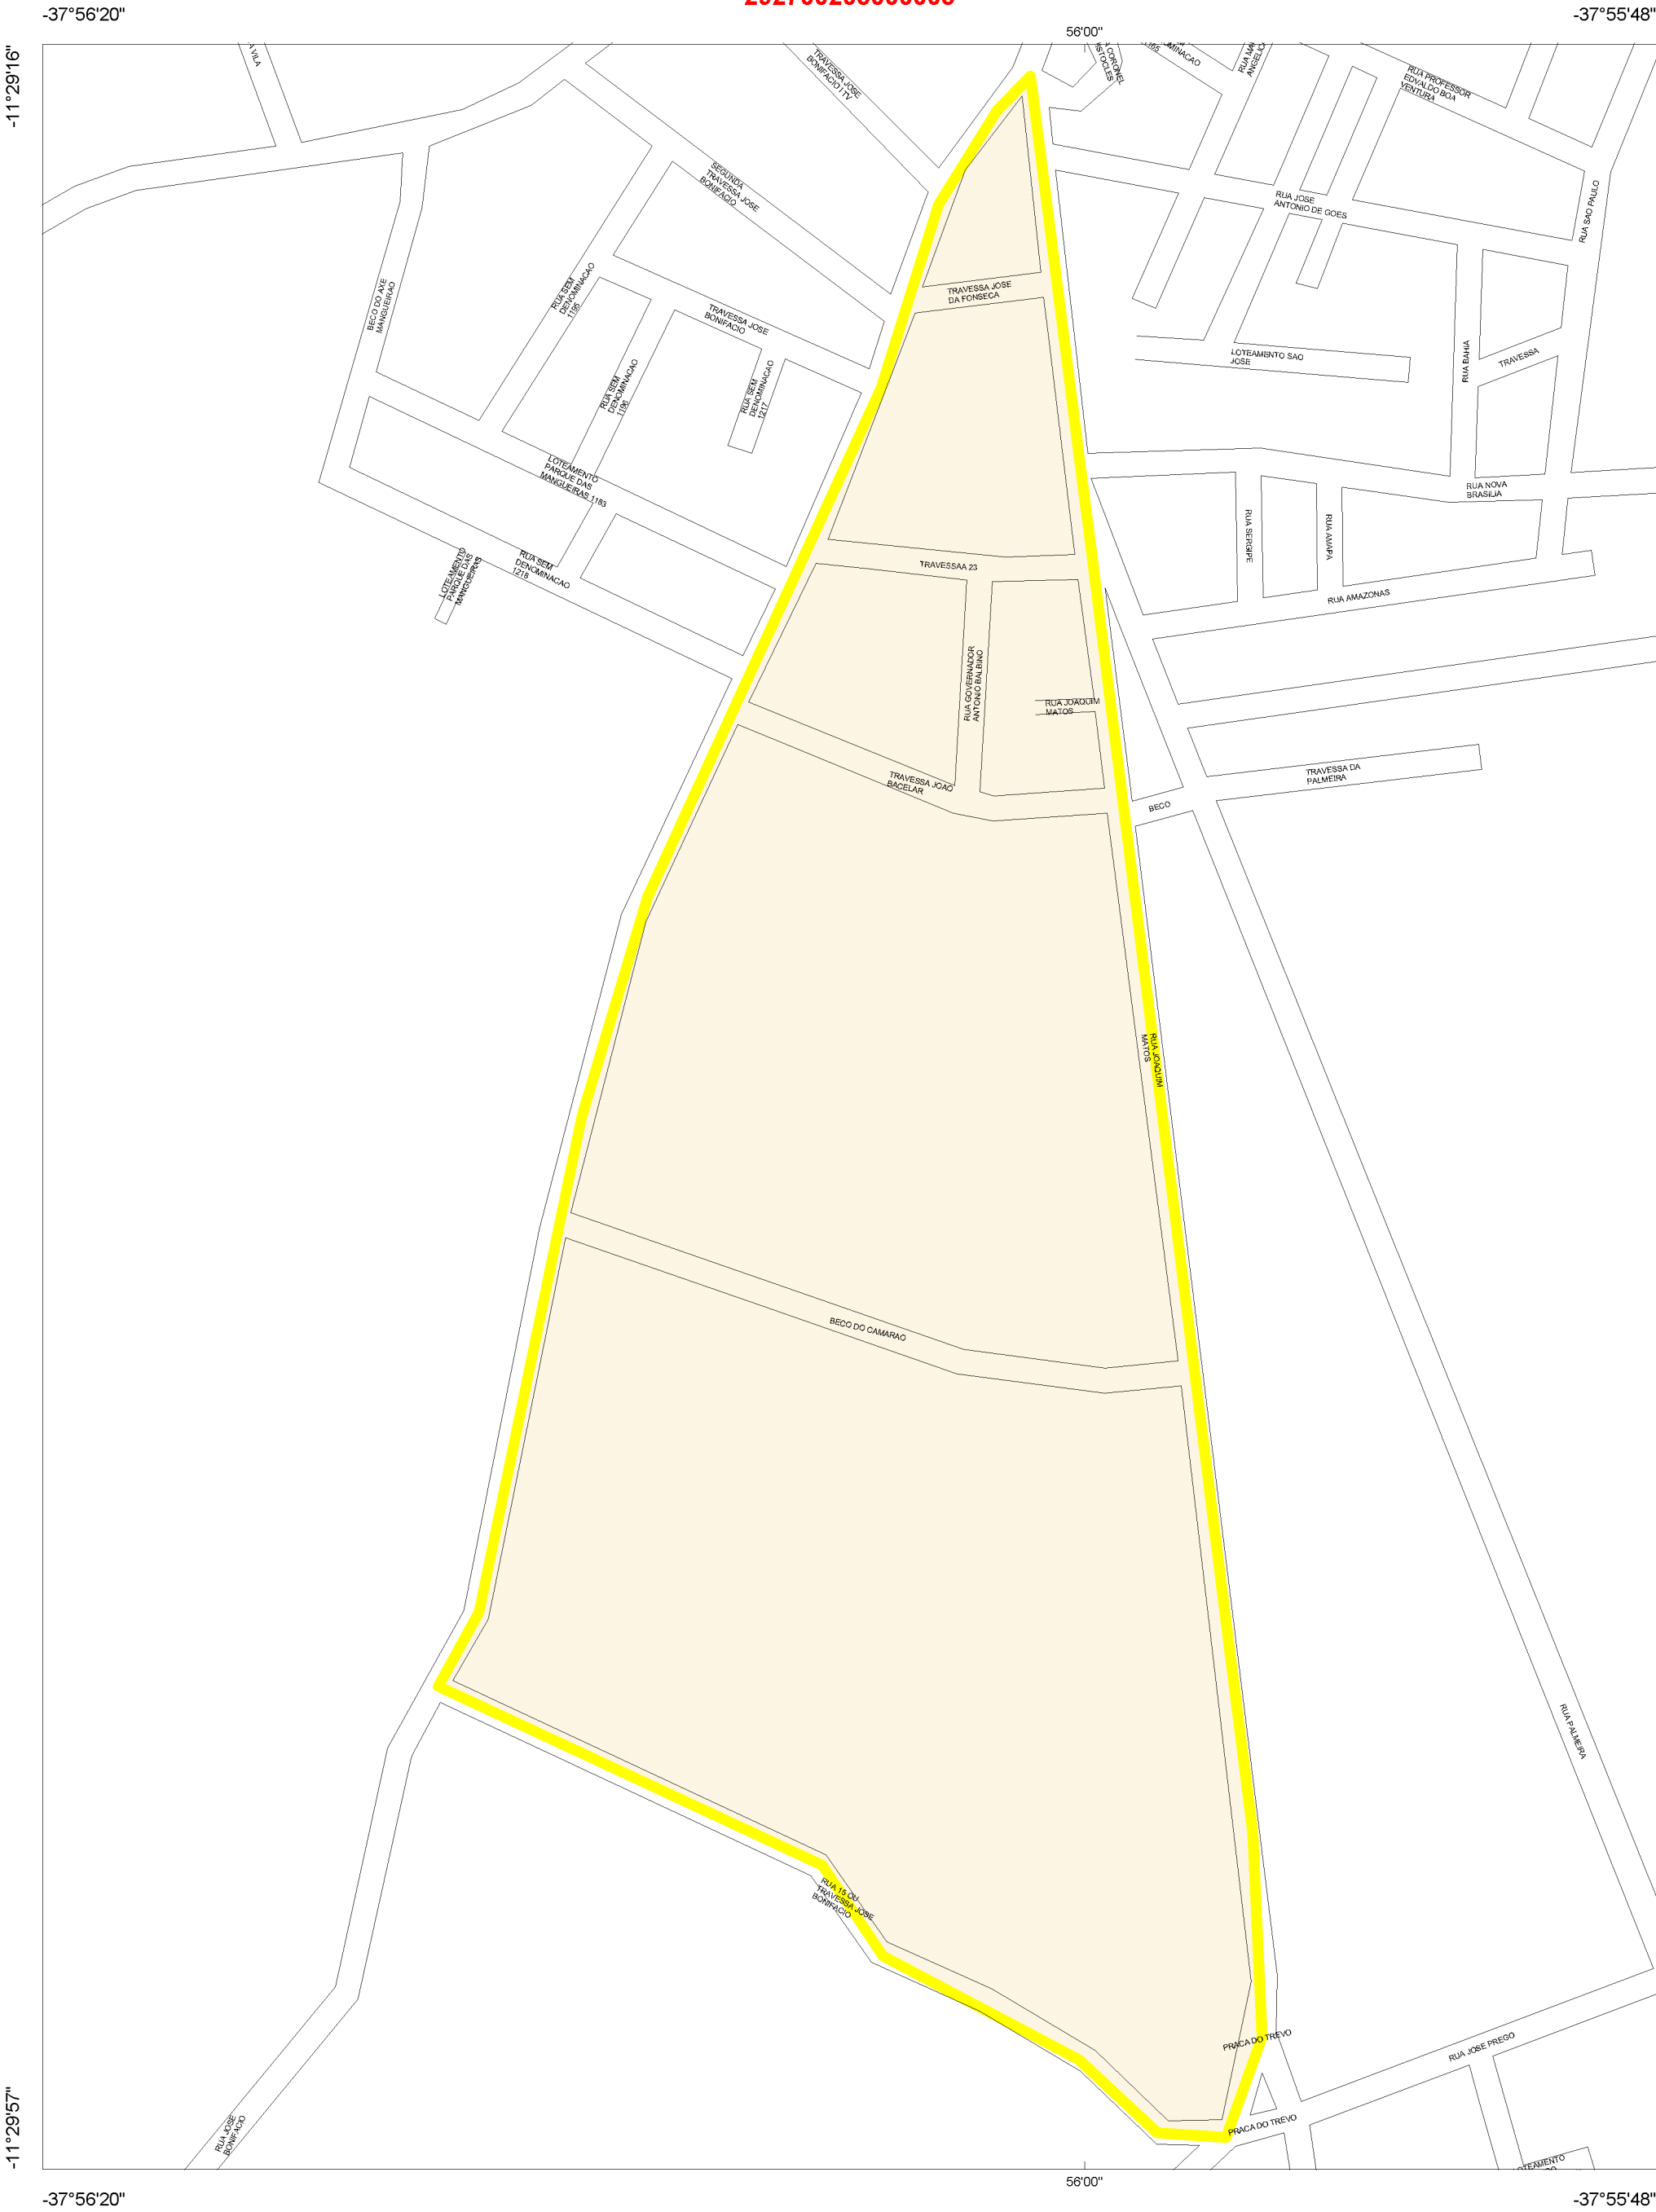 -37°56'20"
-37°55'48"
56'00"
-11°29'16"
A VILA
TRAVESSA JOSE
BONIFACIO I TV
RUA PROFESSOR
EDVALDO BOA
VENTURA
SEGUNDA
TRAVESSA JOSE
BONIFACIO
RUA JOSE
ANTONIO DE GOES
RUA SAO PAULO
BECO DO AXE
MANGUEIRAO
RUA SEM
DENOMINACAO
1195
TRAVESSA JOSE
BONIFACIO
TRAVESSA JOSE
DA FONSECA
LOTEAMENTO SAO
JOSE
RUA BAHIA
TRAVESSA
RUA SEM
DENOMINACAO
1196
RUA SEM
DENOMINACAO
1217
LOTEAMENTO
PARQUE DAS
MANGUEIRAS 1183
RUA NOVA
BRASILIA
RUA SERGIPE
RUA AMAPA
LOTEAMENTO
PARQUE DAS
MANGUEIRAS
RUA SEM
DENOMINACAO
1218
TRAVESSAA 23
RUA AMAZONAS
RUA GOVERNADOR
ANTONIO BALBINO
RUA JOAQUIM
MATOS
TRAVESSA JOAO
BACELAR
TRAVESSA DA
PALMEIRA
BECO
RUA JOAQUIM
MATOS
BECO DO CAMARAO
RUA PALMEIRA
RUA 15 OU
TRAVESSA JOSE
BONIFACIO
PRACA DO TREVO
RUA JOSE PREGO
PRACA DO TREVO
RUA JOSE
BONIFACIO
LOTEAMENTO
-11°29'57"
-37°56'20"
56'00"
-37°55'48"